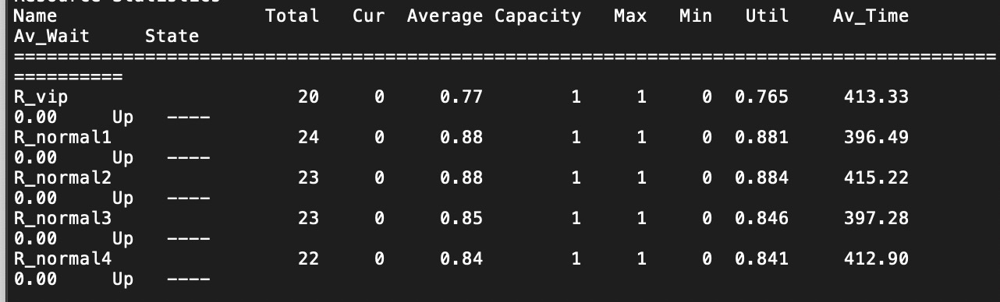 Resource Statistics
Name Total Cur Average Capacity Max Min Util Av_Time
Av_Wait State
==========================================================================================
==========
R_vip 20 0 0.77 1 1 0 0.765 413.33
0.00 Up ----
R_normal1 24 0 0.88 1 1 0 0.881 396.49
0.00 Up ----
R_normal2 23 0 0.88 1 1 0 0.884 415.22
0.00 Up ----
R_normal3 23 0 0.85 1 1 0 0.846 397.28
0.00 Up ----
R_normal4 22 0 0.84 1 1 0 0.841 412.90
0.00 Up ----